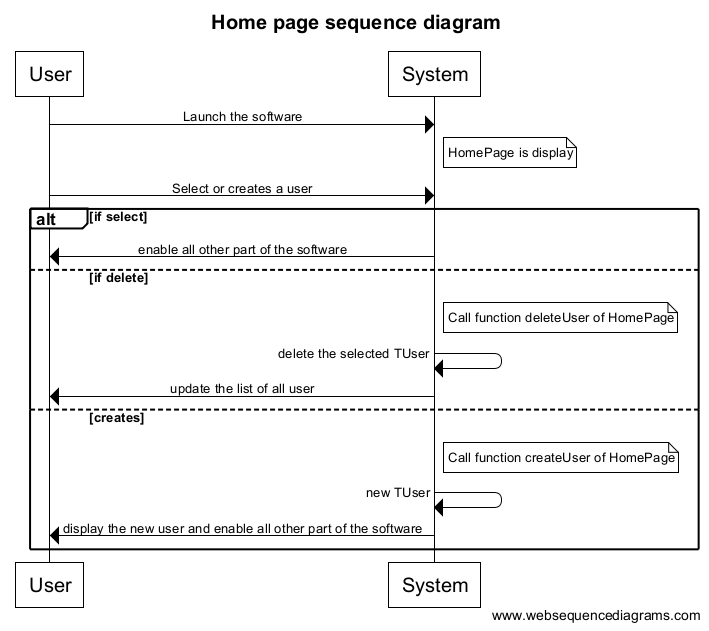 Home page sequence diagram
User
System
Launch the software
HomePage is display
Select or creates a user
alt
[if select]
enable all other part of the software
[if delete]
Call function deleteUser of HomePage
delete the selected TUser
update the list of all user
[creates]
Call function createUser of HomePage
new TUser
display the new user and enable all other part of the software
User
System
www.websequencediagrams.com